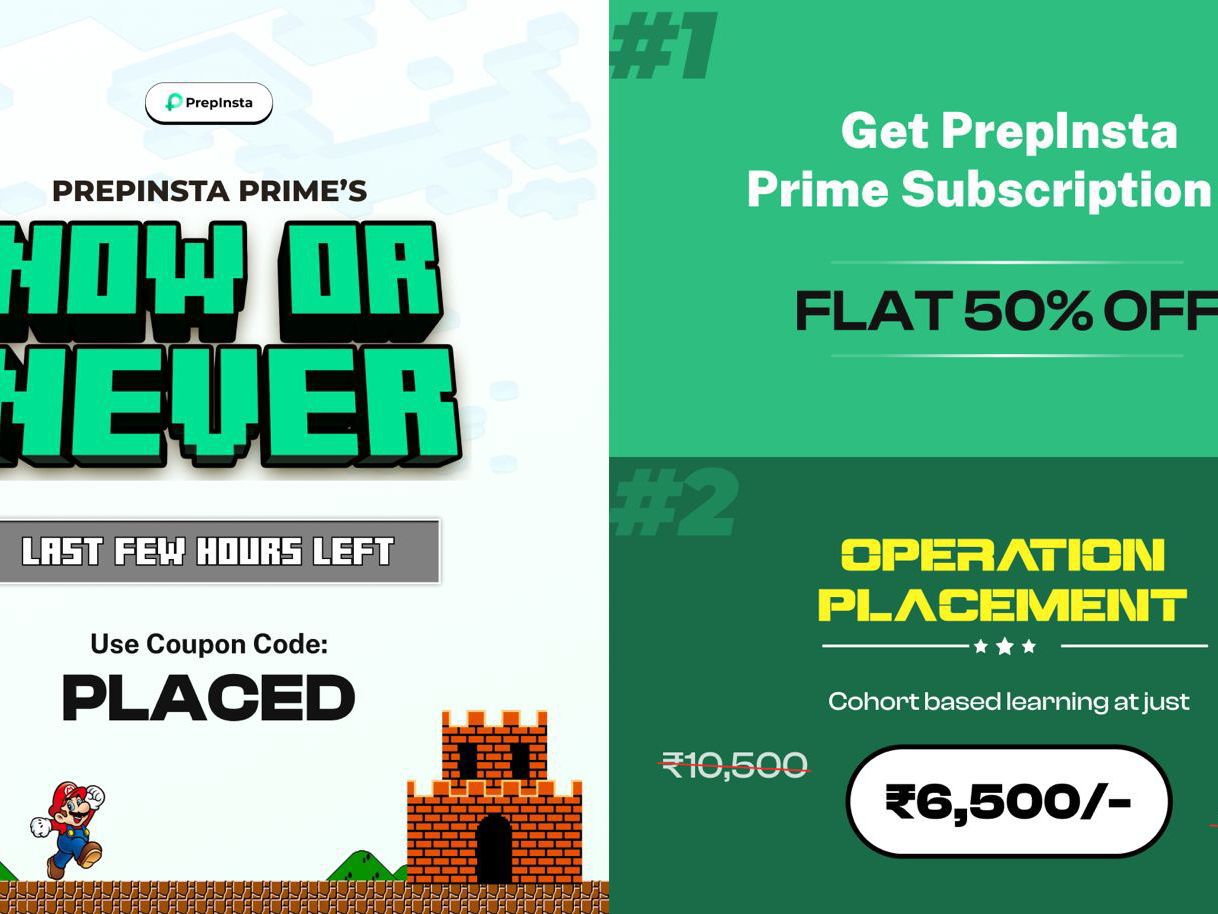 PrepInsta
PREPINSTA PRIME’S
NOW OR
NEVER
LAST FEW HOURS LEFT
Use Coupon Code:
PLACED
#1
Get PrepInsta
Prime Subscription
FLAT 50% OFF
#2
OPERATION
PLACEMENT
Cohort based learning at just
₹10,500
₹6,500/-